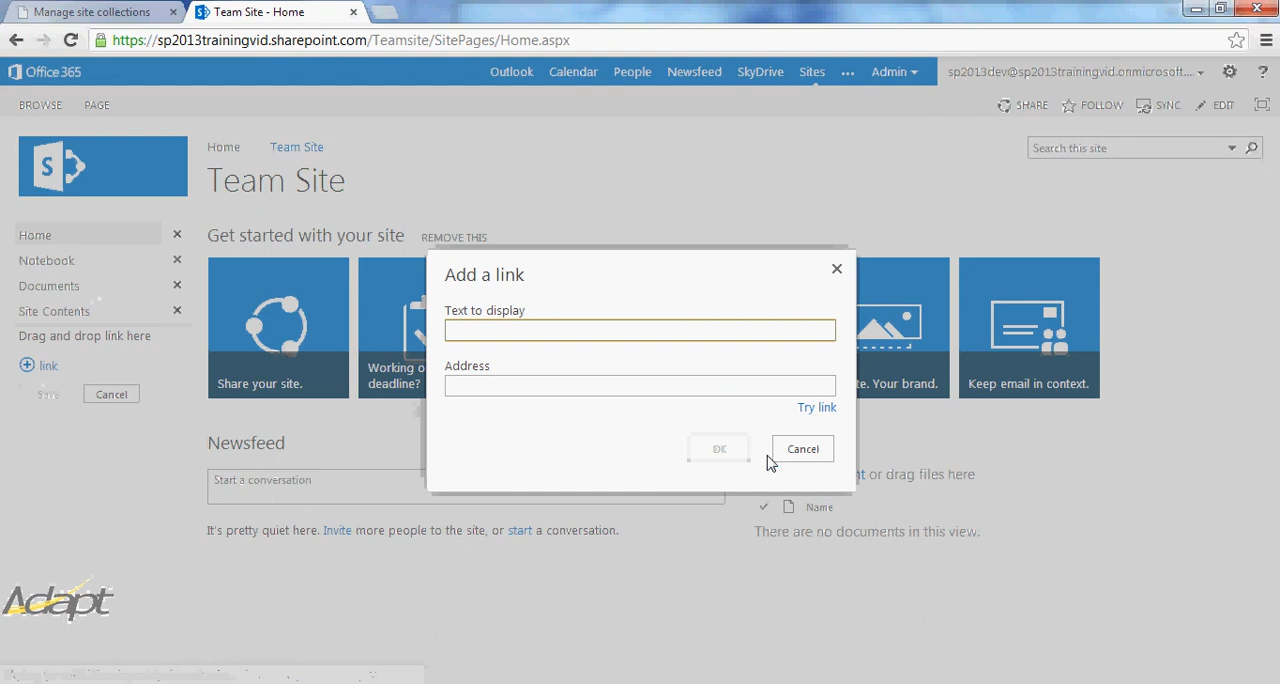 Manage site collections
Team Site - Home
https://sp2013trainingvid.sharepoint.com/Teamsite/SitePages/Home.aspx
Office 365
Outlook
Calendar
People
Newsfeed
SkyDrive
Sites
...
Admin
sp2013dev@sp2013trainingvid.onmicrosoft....
?
BROWSE
PAGE
SHARE
FOLLOW
SYNC
EDIT
S
Home
Team Site
Search this site
Team Site
Home
Notebook
Documents
Site Contents
Drag and drop link here
link
Save
Cancel
Get started with your site
REMOVE THIS
Share your site.
Working o
deadline?
te. Your brand.
Keep email in context.
Add a link
Text to display
Address
Try link
OK
Cancel
Newsfeed
Start a conversation
It's pretty quiet here. Invite more people to the site, or start a conversation.
nt or drag files here
Name
There are no documents in this view.
Adapt